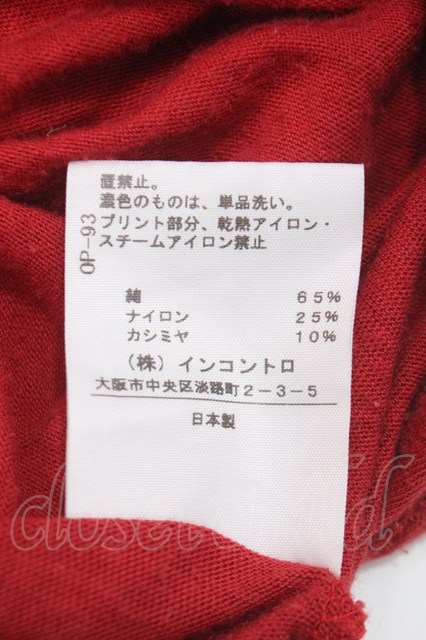 置禁止。
濃色のものは、単品洗い。
プリント部分、乾熱アイロン・
スチームアイロン禁止
OP-93
綿 65%
ナイロン 25%
カシミヤ 10%
(株)インコントロ
大阪市中央区淡路町2-3-5
日本製